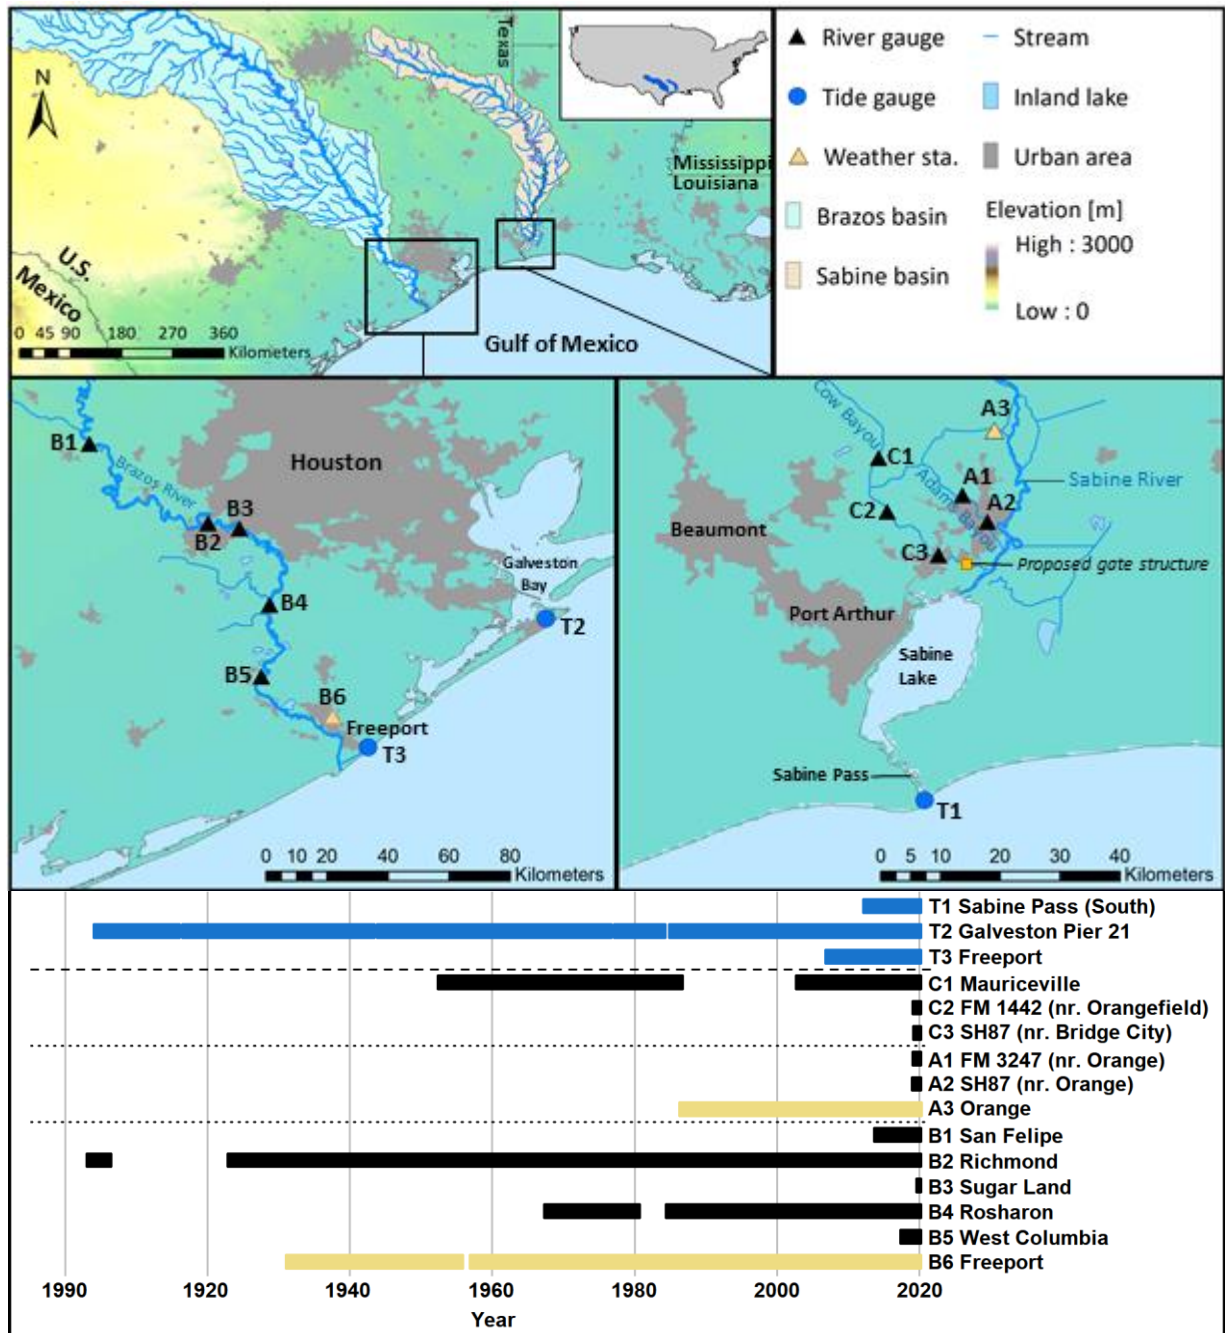 Texas
N
Mississippi
Louisiana
U.S.
Mexico
0 45 90 180 270 360
Kilometers
Gulf of Mexico
River gauge
Stream
Tide gauge
Inland lake
Weather sta.
Urban area
Brazos basin
Elevation [m]
High : 3000
Sabine basin
Low : 0
B1
Brazos River
Houston
B3
B2
Galveston
Bay
B4
T2
B5
B6
Freeport
T3
0 10 20 40 60 80
Kilometers
Cow Bayou
A3
C1
Adams Bayou
A1
Sabine River
C2
A2
Beaumont
C3
Proposed gate structure
Port Arthur
Sabine
Lake
Sabine Pass
T1
0 5 10 20 30 40
Kilometers
T1 Sabine Pass (South)
T2 Galveston Pier 21
T3 Freeport
C1 Mauriceville
C2 FM 1442 (nr. Orangefield)
C3 SH87 (nr. Bridge City)
A1 FM 3247 (nr. Orange)
A2 SH87 (nr. Orange)
A3 Orange
B1 San Felipe
B2 Richmond
B3 Sugar Land
B4 Rosharon
B5 West Columbia
B6 Freeport
1990 1920 1940 1960 1980 2000 2020
Year